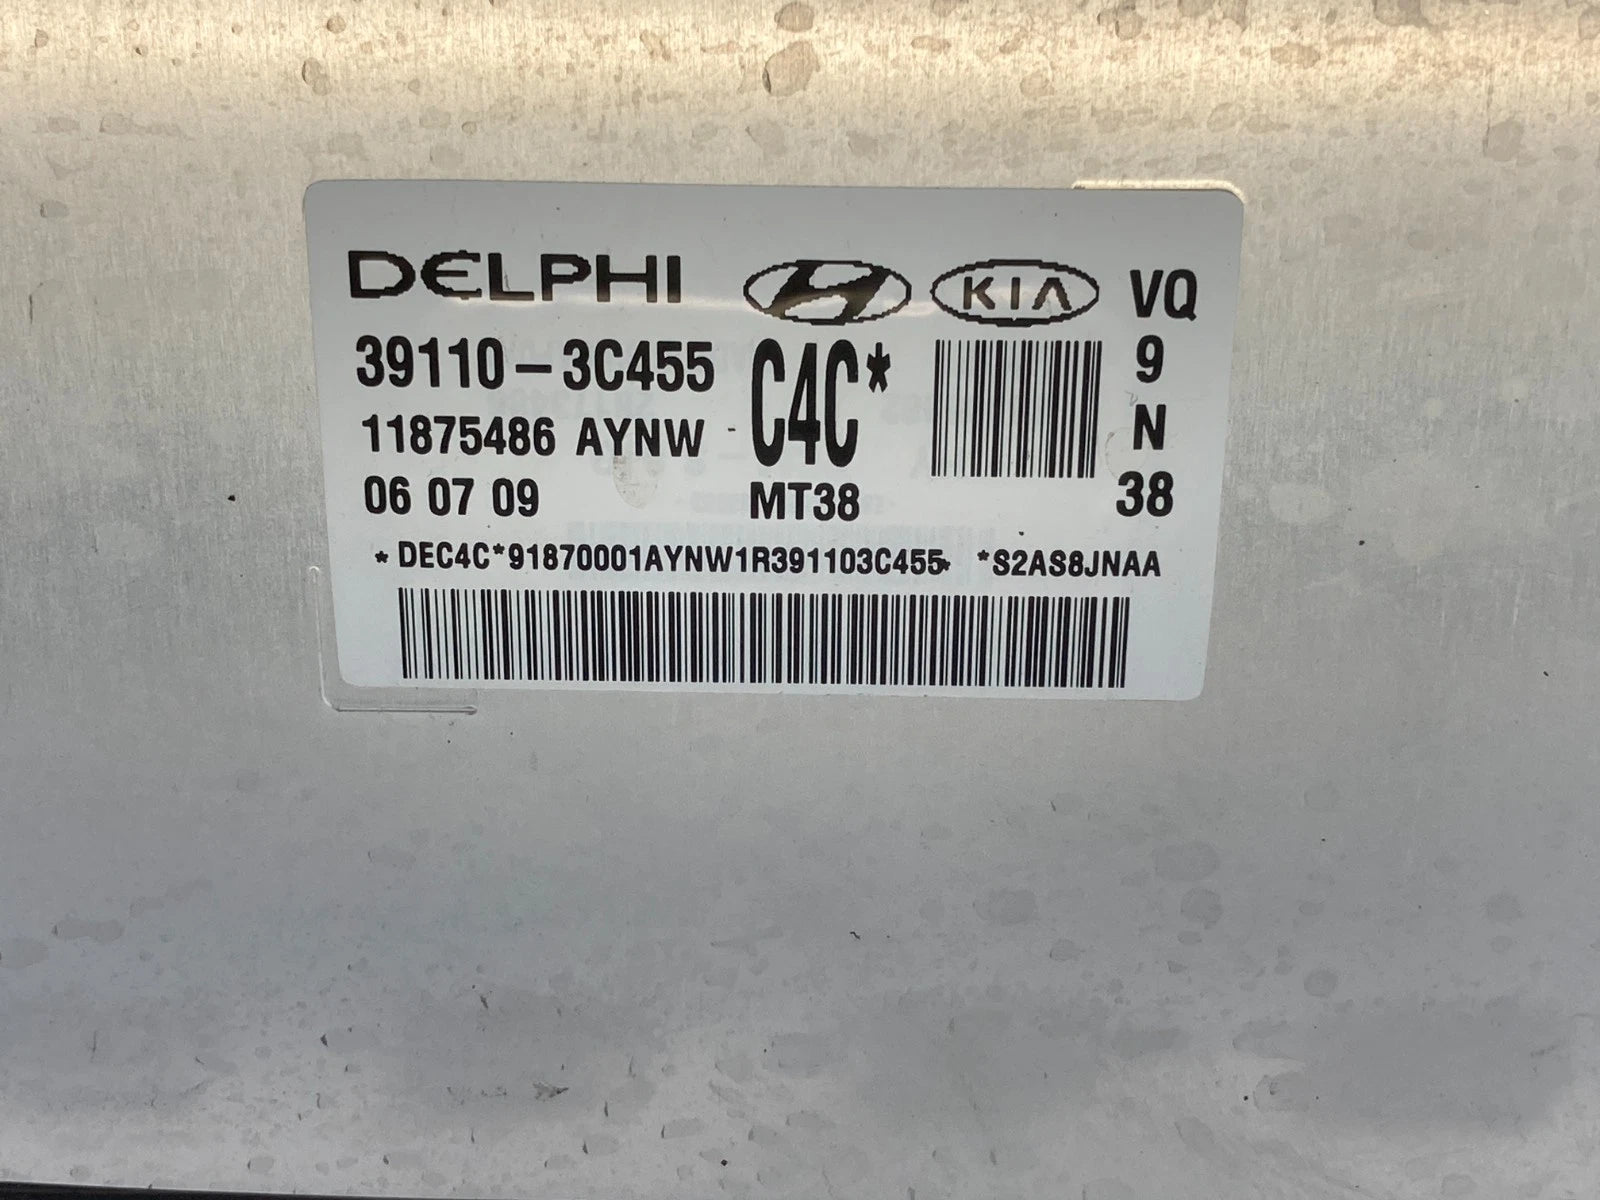 DELPHI KIA VQ
39110-3C455 C4C* 9
11875486 AYNW N
06 07 09 MT38 38
*DEC4C*91870001AYNW1R391103C455* *S2AS8JNAA